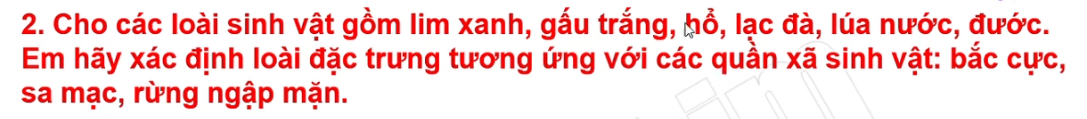 2. Cho các loài sinh vật gồm lim xanh, gấu trắng, hổ, lạc đà, lúa nước, đước.
Em hãy xác định loài đặc trưng tương ứng với các quần xã sinh vật: bắc cực,
sa mạc, rừng ngập mặn.